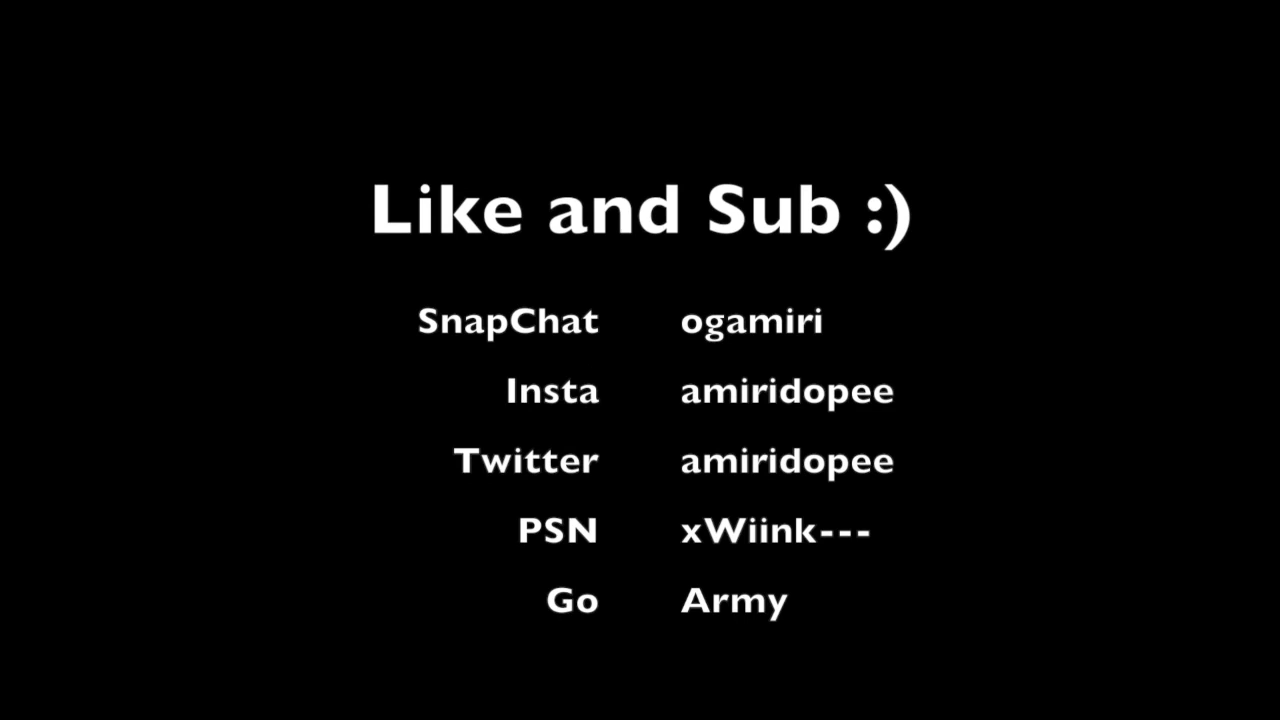 Like and Sub :)
SnapChat ogamiri
Insta amiridopee
Twitter amiridopee
PSN xWiink---
Go Army